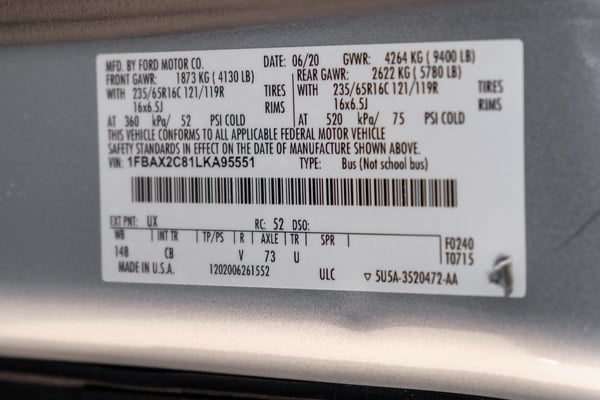 MFD. BY FORD MOTOR CO. DATE: 06/20 GVWR: 4264 KG ( 9400 LB)
FRONT GAWR: 1873 KG ( 4130 LB) REAR GAWR: 2622 KG ( 5780 LB)
WITH 235/65R16C 121/119R TIRES WITH 235/65R16C 121/119R TIRES
16x6.5J RIMS 16x6.5J RIMS
AT 360 kPa/ 52 PSI COLD AT 520 kPa/ 75 PSI COLD
THIS VEHICLE CONFORMS TO ALL APPLICABLE FEDERAL MOTOR VEHICLE
SAFETY STANDARDS IN EFFECT ON THE DATE OF MANUFACTURE SHOWN ABOVE.
VIN: 1FBAX2C81LKA95551 TYPE: Bus (Not school bus)
EXT PNT: UX RC: 52 DSO:
WB INT TR TP/PS R AXLE TR SPR F0240
148 CB V 73 U T0715
MADE IN U.S.A. 1202006261552 ULC ▽ 5U5A-3520472-AA